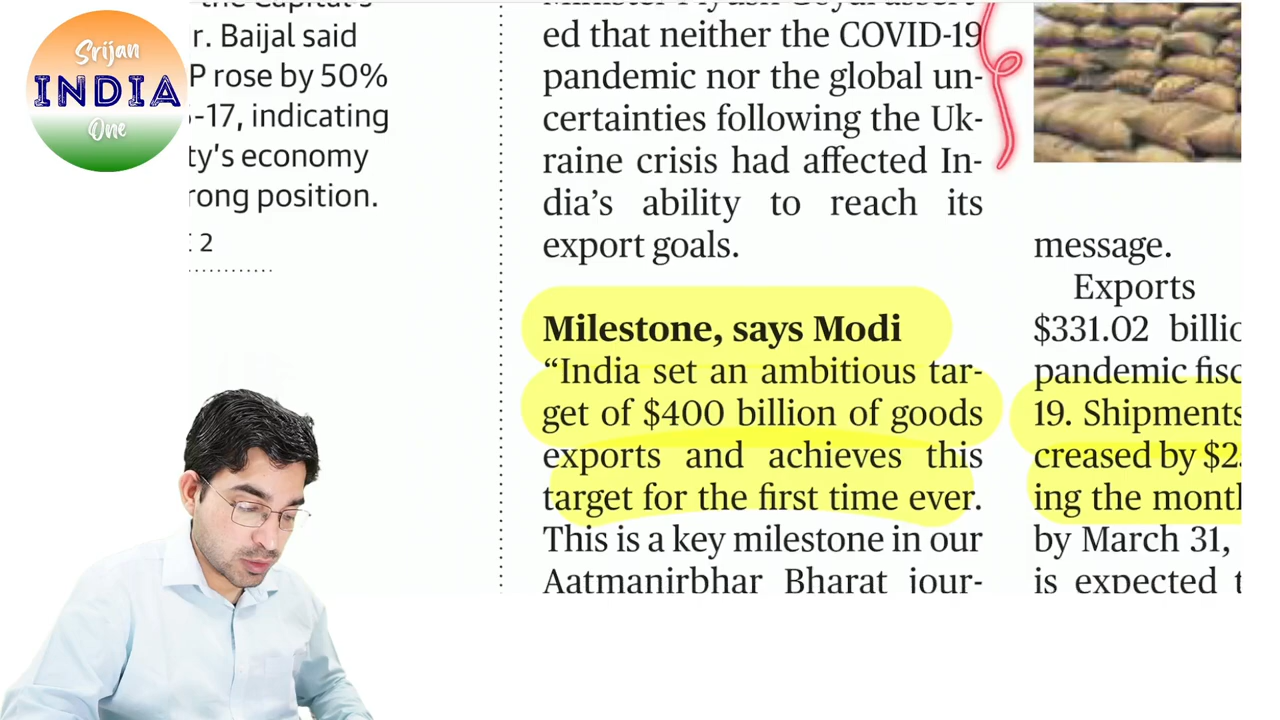 Srijan
INDIA
One
r. Baijal said
P rose by 50%
-17, indicating
ty's economy
rong position.
2
ed that neither the COVID-19
pandemic nor the global un-
certainties following the Uk-
raine crisis had affected In-
dia's ability to reach its
export goals.
Milestone, says Modi
“India set an ambitious tar-
get of $400 billion of goods
exports and achieves this
target for the first time ever.
This is a key milestone in our
Aatmanirbhar Bharat jour-
message.
Exports
$331.02 billio
pandemic fisc
19. Shipments
creased by $2
ing the mont
by March 31,
is expected t